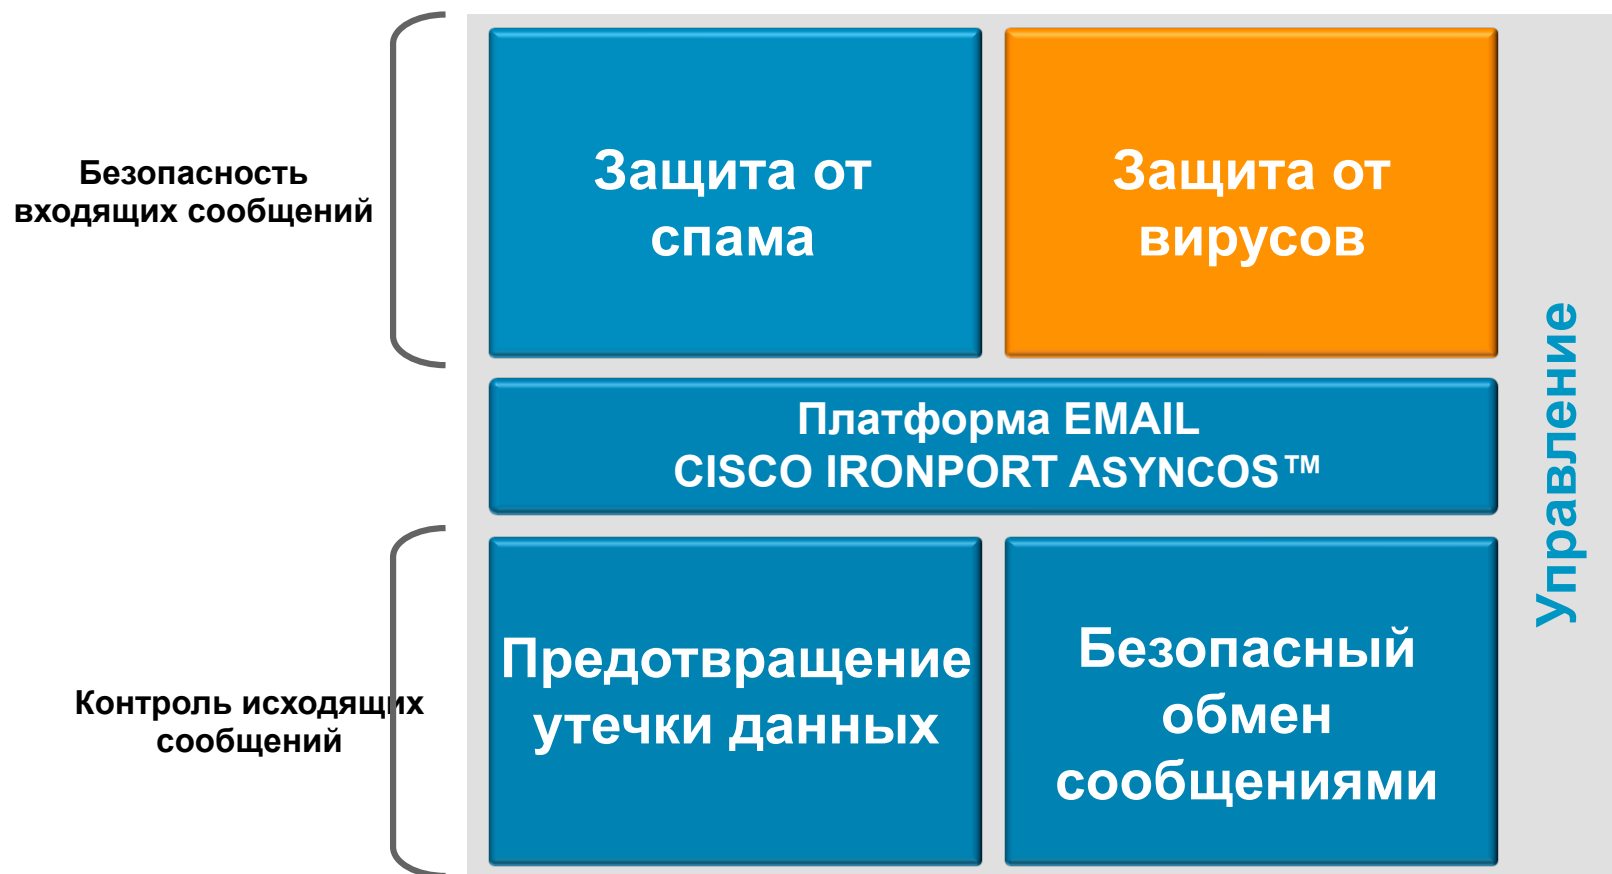 Безопасность
входящих сообщений
Защита от
спама
Защита от
вирусов
Платформа EMAIL
CISCO IRONPORT ASYNCOS™
Управление
Контроль исходящих
сообщений
Предотвращение
утечки данных
Безопасный
обмен
сообщениями